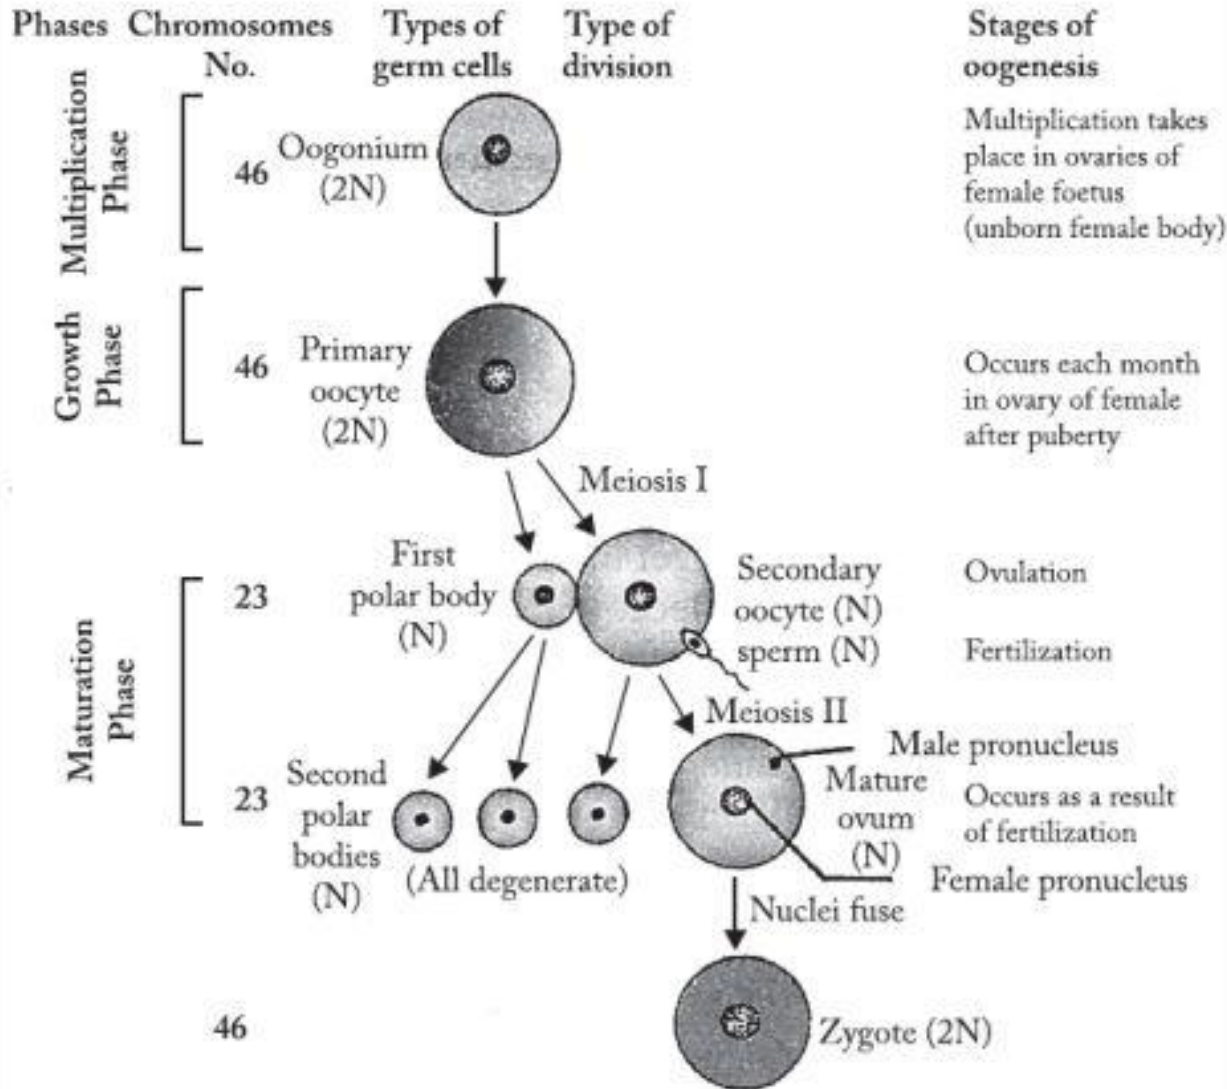 Phases Chromosomes No.
Types of germ cells
Type of division
Stages of oogenesis
Multiplication Phase
46
Oogonium (2N)
Multiplication takes
place in ovaries of
female foetus
(unborn female body)
Growth Phase
46
Primary
oocyte
(2N)
Occurs each month
in ovary of female
after puberty
Meiosis I
Maturation Phase
23
First
polar body
(N)
Secondary
oocyte (N)
sperm (N)
Ovulation
Fertilization
Meiosis II
Male pronucleus
23
Second
polar
bodies
(N)
(All degenerate)
Mature
ovum
(N)
Occurs as a result
of fertilization
Female pronucleus
Nuclei fuse
46
Zygote (2N)